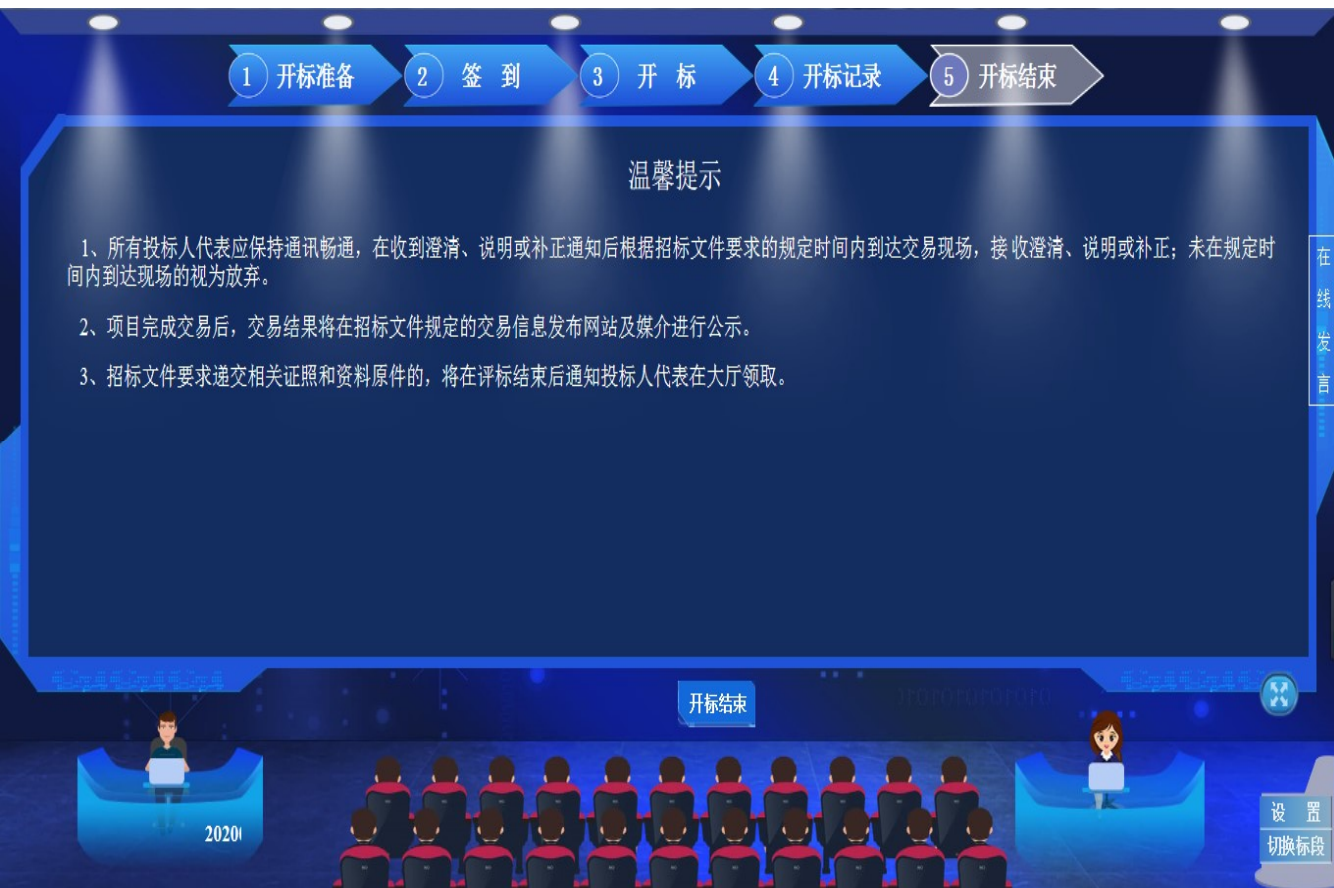 1 开标准备 2 签 到 3 开 标 4 开标记录 5 开标结束
温馨提示
1、所有投标人代表应保持通讯畅通，在收到澄清、说明或补正通知后根据招标文件要求的规定时间内到达交易现场，接 收澄清、说明或补正；未在规定时
间内到达现场的视为放弃。
2、项目完成交易后，交易结果将在招标文件规定的交易信息发布网站及媒介进行公示。
3、招标文件要求递交相关证照和资料原件的，将在评标结束后通知投标人代表在大厅领取。
在线发言
开标结束
2020
设 置
切换标段